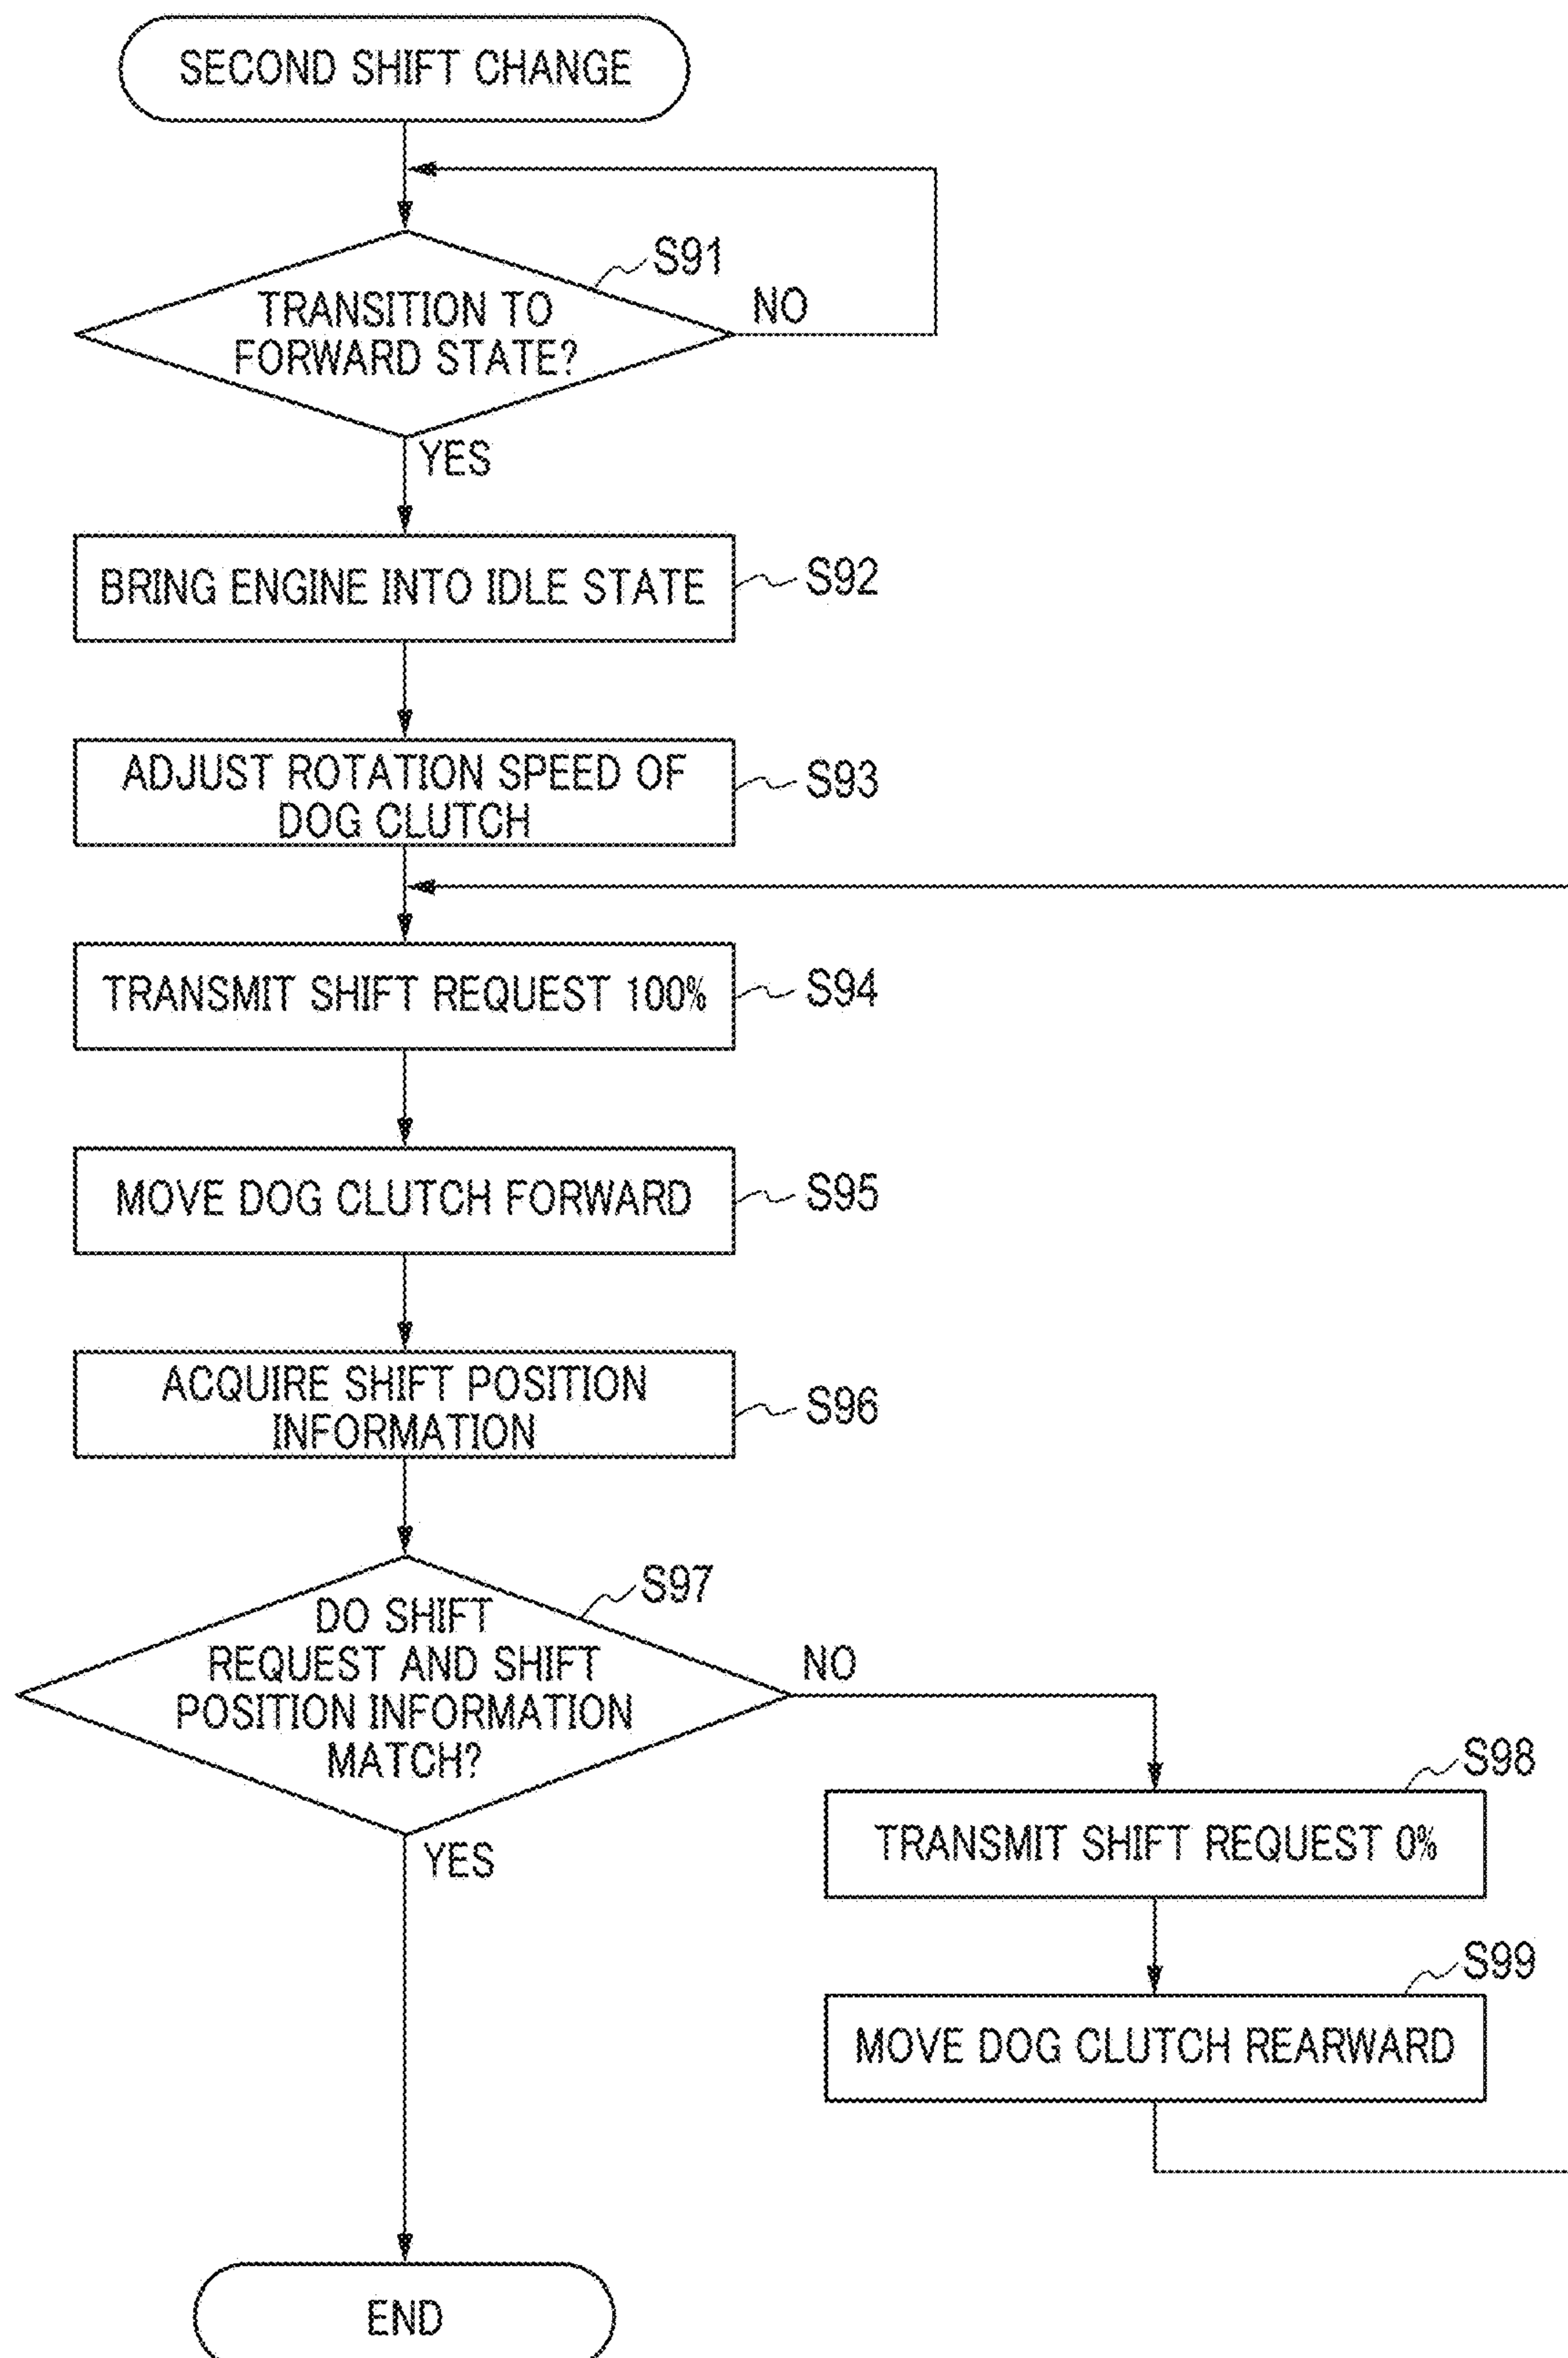 SECOND SHIFT CHANGE
S91
TRANSITION TO
FORWARD STATE?
NO
YES
BRING ENGINE INTO IDLE STATE
S92
ADJUST ROTATION SPEED OF
DOG CLUTCH
S93
TRANSMIT SHIFT REQUEST 100%
S94
MOVE DOG CLUTCH FORWARD
S95
ACQUIRE SHIFT POSITION
INFORMATION
S96
S97
DO SHIFT
REQUEST AND SHIFT
POSITION INFORMATION
MATCH?
NO
YES
S98
TRANSMIT SHIFT REQUEST 0%
S99
MOVE DOG CLUTCH REARWARD
END